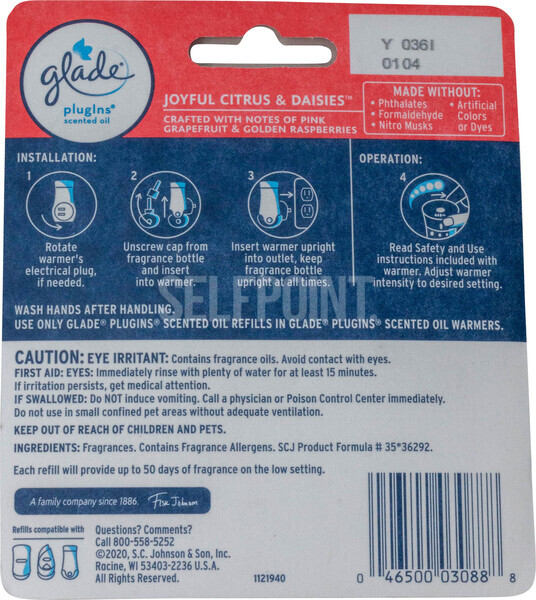 glade
plugins®
scented oil
Y 0361
0104
JOYFUL CITRUS & DAISIES™
CRAFTED WITH NOTES OF PINK
GRAPEFRUIT & GOLDEN RASPBERRIES
MADE WITHOUT:
• Phthalates
• Formaldehyde
• Nitro Musks
• Artificial
Colors
or Dyes
INSTALLATION:
1
Rotate
warmer's
electrical plug,
if needed.
2
Unscrew cap from
fragrance bottle
and insert
into warmer.
3
Insert warmer upright
into outlet, keep
fragrance bottle
upright at all times.
OPERATION:
4
Read Safety and Use
instructions included with
warmer. Adjust warmer
intensity to desired setting.
SELFPOINT.
WASH HANDS AFTER HANDLING.
USE ONLY GLADE® PLUGINS® SCENTED OIL REFILLS IN GLADE® PLUGINS® SCENTED OIL WARMERS.
CAUTION: EYE IRRITANT: Contains fragrance oils. Avoid contact with eyes.
FIRST AID: EYES: Immediately rinse with plenty of water for at least 15 minutes.
If irritation persists, get medical attention.
IF SWALLOWED: Do NOT induce vomiting. Call a physician or Poison Control Center immediately.
Do not use in small confined pet areas without adequate ventilation.
KEEP OUT OF REACH OF CHILDREN AND PETS.
INGREDIENTS: Fragrances. Contains Fragrance Allergens. SCJ Product Formula # 35*36292.
Each refill will provide up to 50 days of fragrance on the low setting.
A family company since 1886. Fisk Johnson
Refills compatible with
Questions? Comments?
Call 800-558-5252
©2020, S.C. Johnson & Son, Inc.
Racine, WI 53403-2236 U.S.A.
All Rights Reserved
1121940
0 46500 03088 8